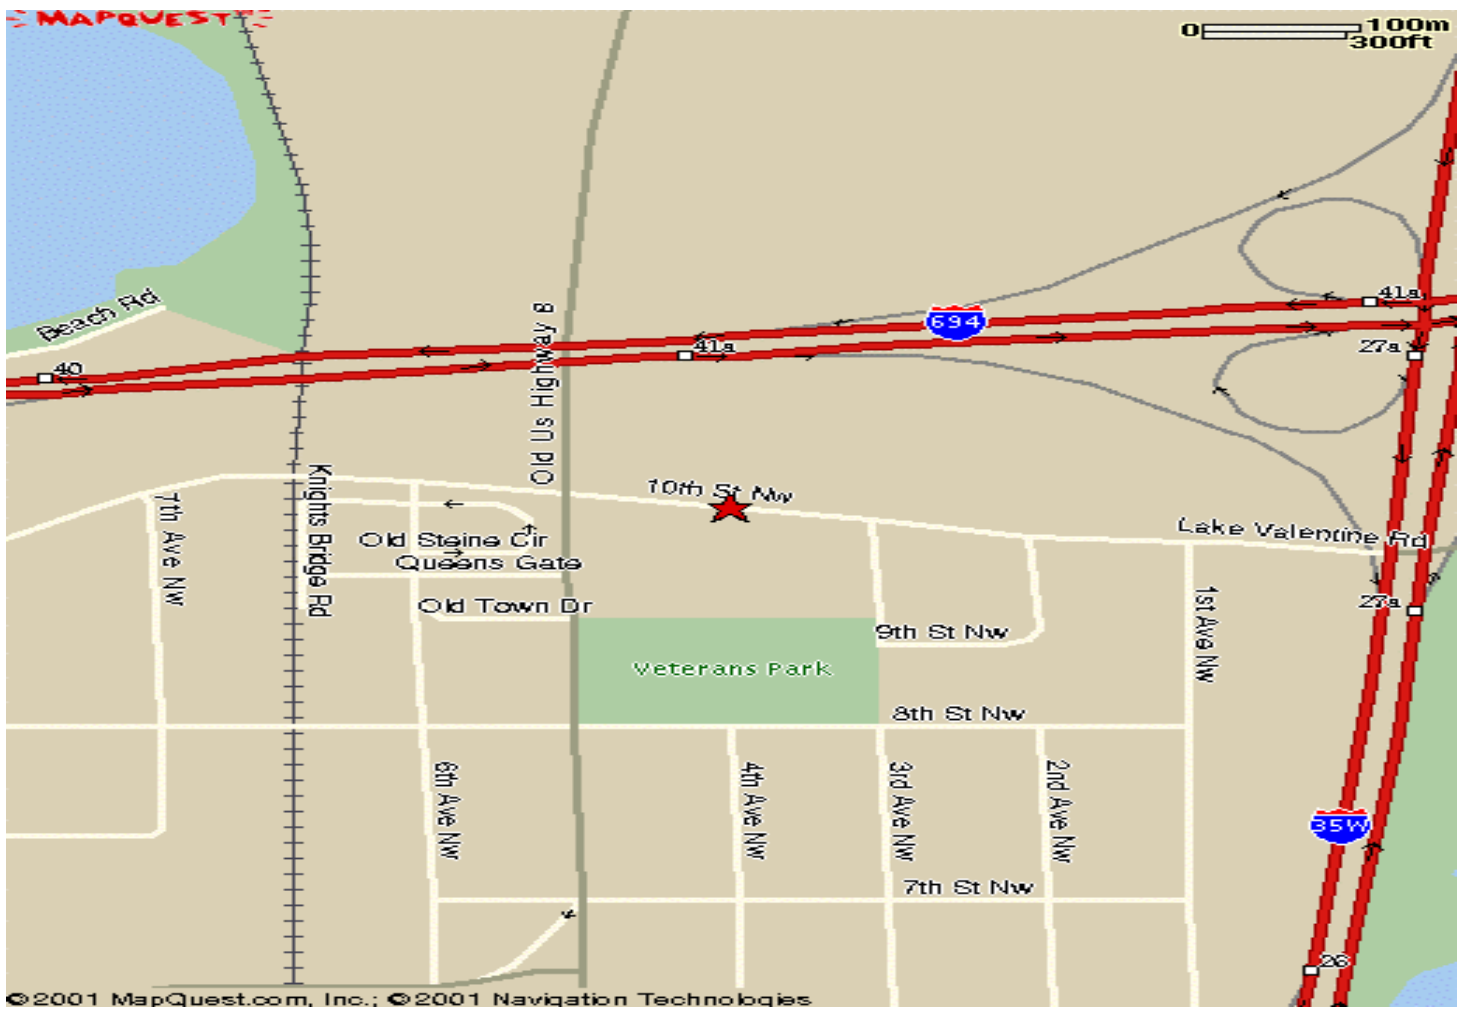 MAPQUEST
0 100m
300ft
Beach Rd
694
41a
41a
27a
40
Old Us Highway 8
10th St Nw
Lake Valentine Rd
Knights Bridge Rd
7th Ave NW
Old Steine Cir
Queens Gate
Old Town Dr
27a
1st Ave NW
9th St Nw
Veterans Park
8th St Nw
6th Ave NW
4th Ave NW
3rd Ave NW
2nd Ave NW
35W
7th St Nw
26
©2001 MapQuest.com, Inc.; ©2001 Navigation Technologies